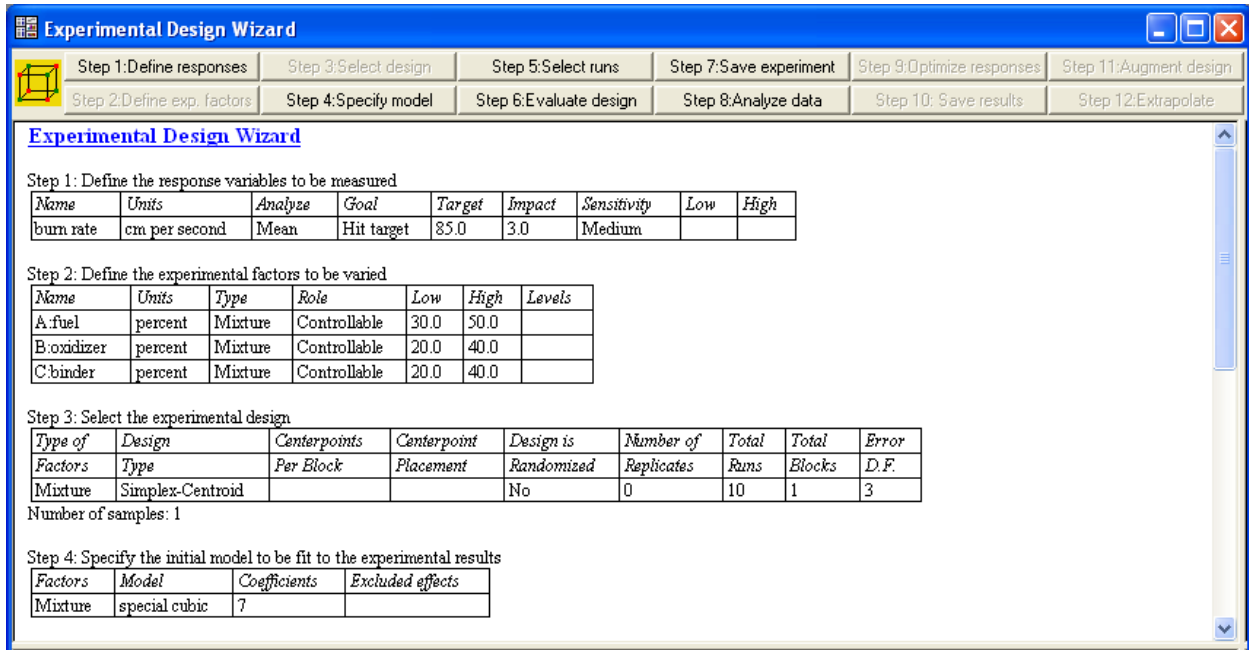 Experimental Design Wizard
Step 1:Define responses Step 3:Select design Step 5:Select runs Step 7:Save experiment Step 9:Optimize responses Step 11:Augment design
Step 2:Define exp. factors Step 4:Specify model Step 6:Evaluate design Step 8:Analyze data Step 10: Save results Step 12:Extrapolate
Experimental Design Wizard
Step 1: Define the response variables to be measured
Name Units Analyze Goal Target Impact Sensitivity Low High
burn rate cm per second Mean Hit target 85.0 3.0 Medium
Step 2: Define the experimental factors to be varied
Name Units Type Role Low High Levels
A:fuel percent Mixture Controllable 30.0 50.0
B:oxidizer percent Mixture Controllable 20.0 40.0
C:binder percent Mixture Controllable 20.0 40.0
Step 3: Select the experimental design
Type of Design Centerpoints Centerpoint Design is Number of Total Total Error
Factors Type Per Block Placement Randomized Replicates Runs Blocks D.F.
Mixture Simplex-Centroid No 0 10 1 3
Number of samples: 1
Step 4: Specify the initial model to be fit to the experimental results
Factors Model Coefficients Excluded effects
Mixture special cubic 7